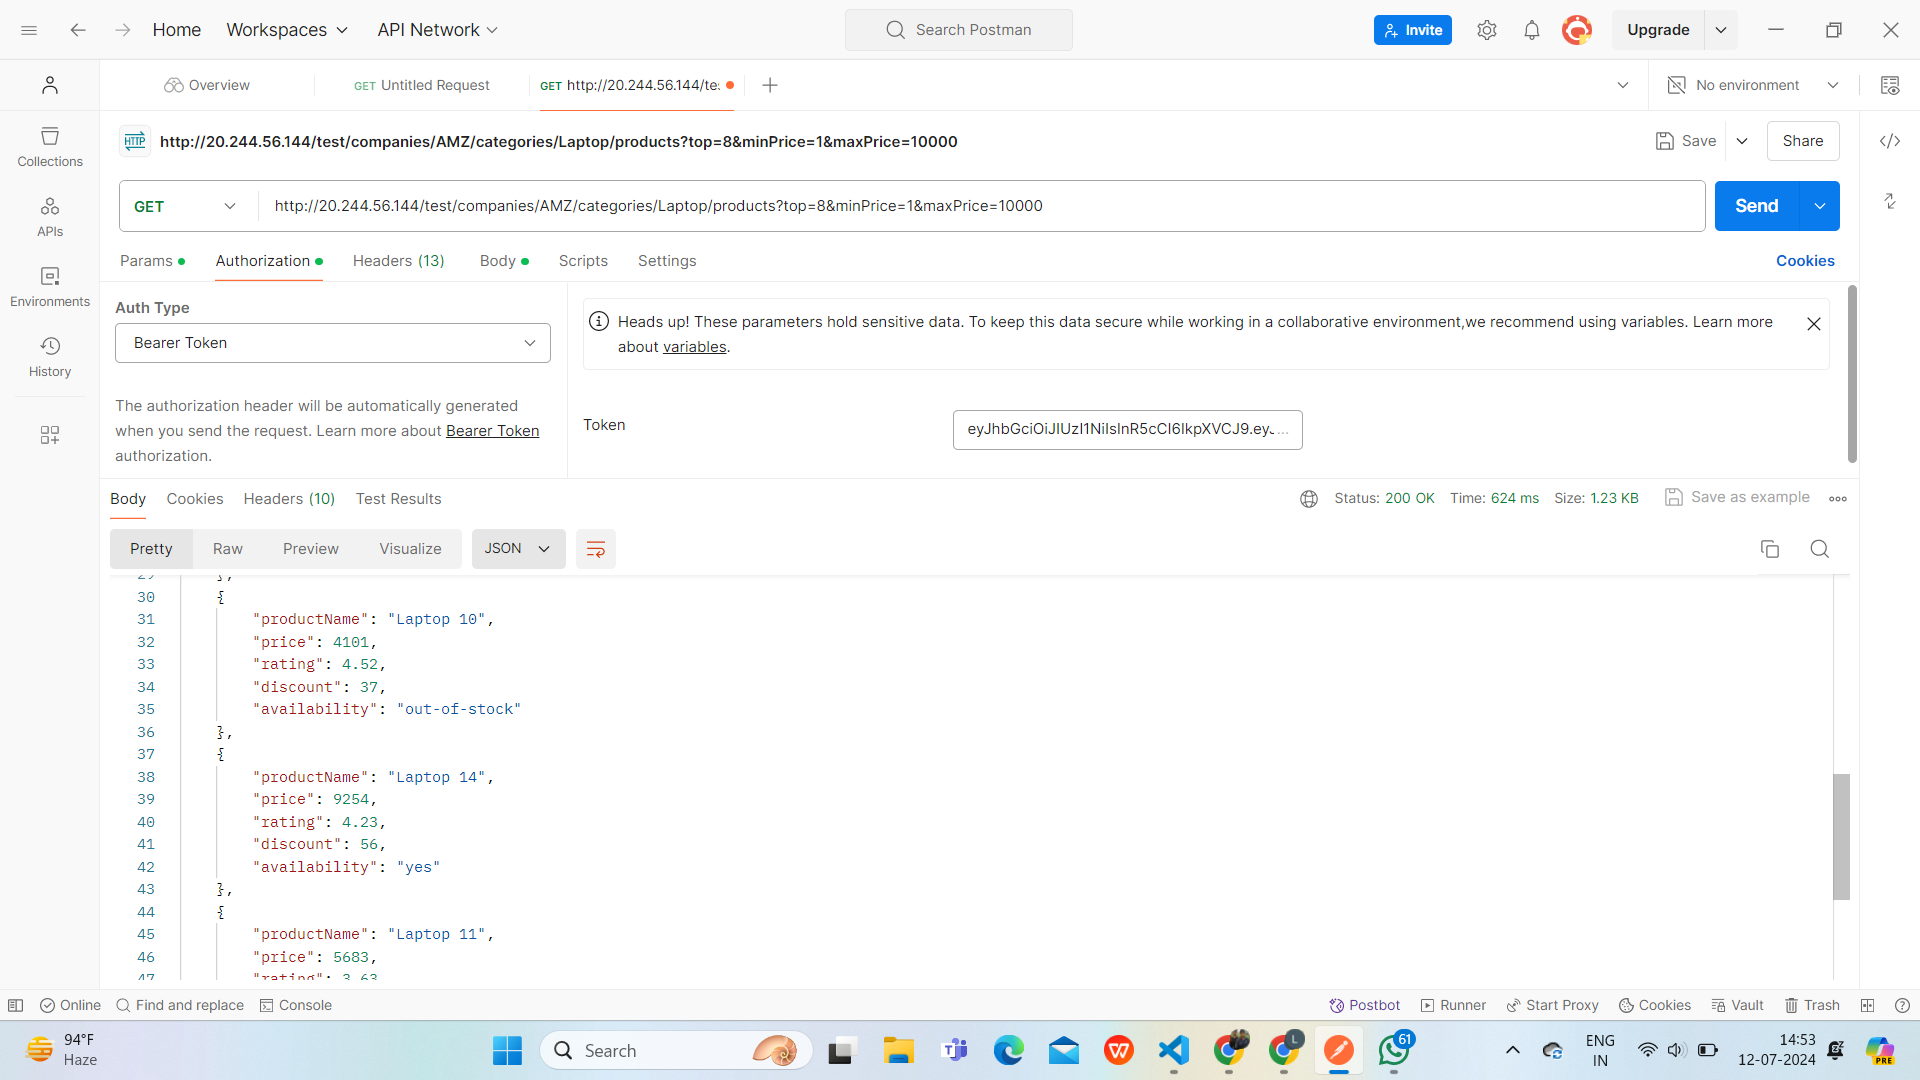 Home
Workspaces
API Network
Search Postman
Invite
Upgrade
Overview
GET Untitled Request
GET http://20.244.56.144/te
No environment
HTTP http://20.244.56.144/test/companies/AMZ/categories/Laptop/products?top=8&minPrice=1&maxPrice=10000
Save
Share
Collections
APIs
Environments
History
GET
http://20.244.56.144/test/companies/AMZ/categories/Laptop/products?top=8&minPrice=1&maxPrice=10000
Send
Params
Authorization
Headers (13)
Body
Scripts
Settings
Cookies
Auth Type
Bearer Token
The authorization header will be automatically generated
when you send the request. Learn more about Bearer Token
authorization.
Heads up! These parameters hold sensitive data. To keep this data secure while working in a collaborative environment,we recommend using variables. Learn more
about variables.
Token
Body
Cookies
Headers (10)
Test Results
Status: 200 OK
Time: 624 ms
Size: 1.23 KB
Save as example
Pretty
Raw
Preview
Visualize
JSON
29 },
30 {
31 "productName": "Laptop 10",
32 "price": 4101,
33 "rating": 4.52,
34 "discount": 37,
35 "availability": "out-of-stock"
36 },
37 {
38 "productName": "Laptop 14",
39 "price": 9254,
40 "rating": 4.23,
41 "discount": 56,
42 "availability": "yes"
43 },
44 {
45 "productName": "Laptop 11",
46 "price": 5683,
47 "rating": 3.63
Online
Find and replace
Console
Postbot
Runner
Start Proxy
Cookies
Vault
Trash
94°F
Haze
Search
L
61
ENG
IN
14:53
12-07-2024
PRE